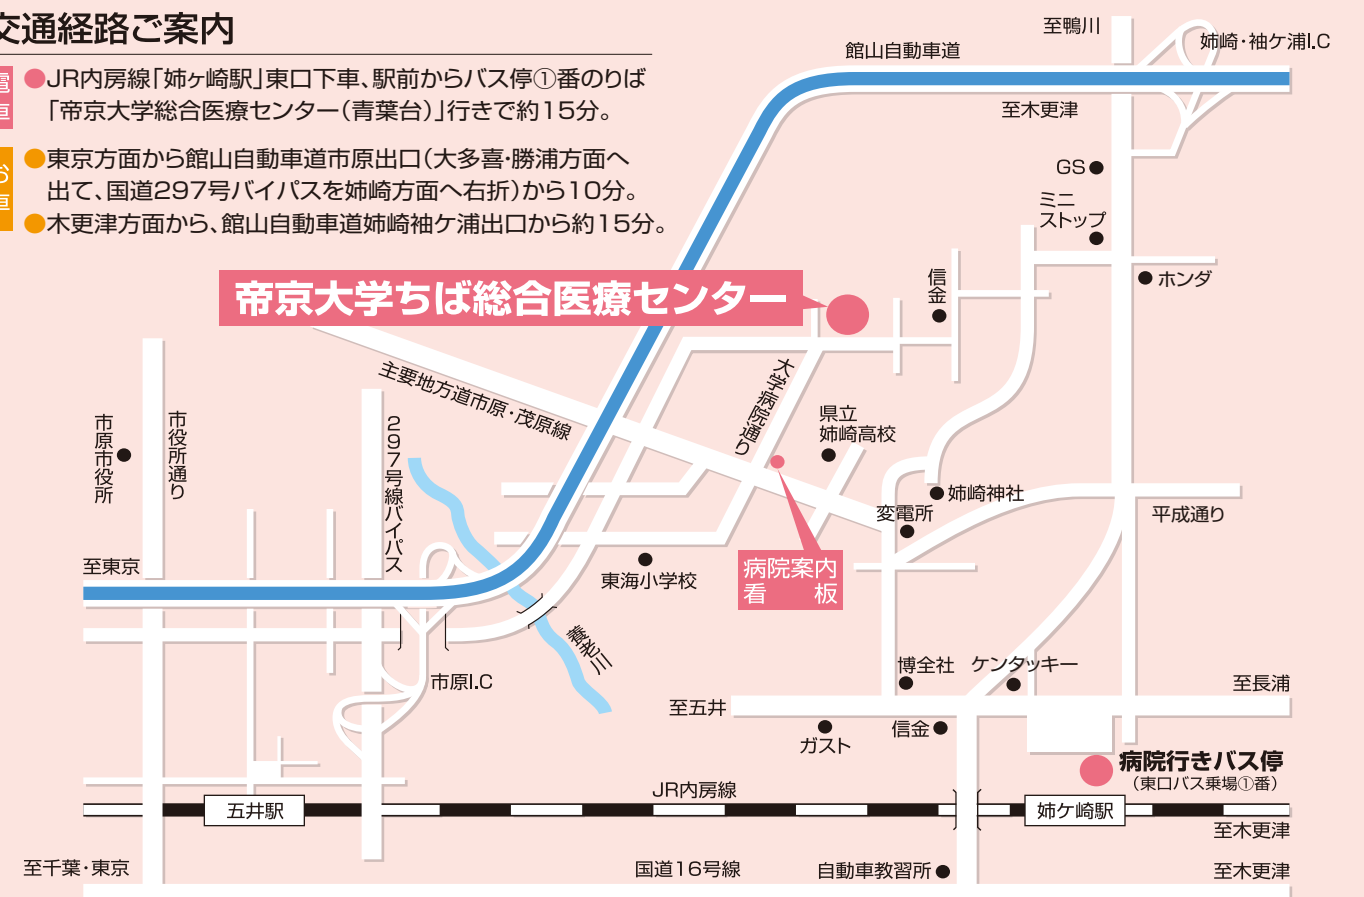 交通経路ご案内
電車
●JR内房線「姉ヶ崎駅」東口下車、駅前からバス停①番のりば
「帝京大学総合医療センター（青葉台）」行きで約15分。
お車
●東京方面から館山自動車道市原出口（大多喜・勝浦方面へ
出て、国道297号バイパスを姉崎方面へ右折）から10分。
●木更津方面から、館山自動車道姉崎袖ケ浦出口から約15分。
至鴨川
姉崎・袖ケ浦I.C
館山自動車道
至木更津
GS
ミニ
ストップ
ホンダ
信金
帝京大学ちば総合医療センター
主要地方道市原・茂原線
大学病院通り
県立
姉崎高校
市原市役所
市役所通り
297号線バイパス
姉崎神社
変電所
平成通り
至東京
東海小学校
病院案内
看板
養老川
市原I.C
博全社
ケンタッキー
至長浦
至五井
ガスト
信金
病院行きバス停
（東口バス乗場①番）
JR内房線
五井駅
姉ケ崎駅
至木更津
至千葉・東京
国道16号線
自動車教習所
至木更津